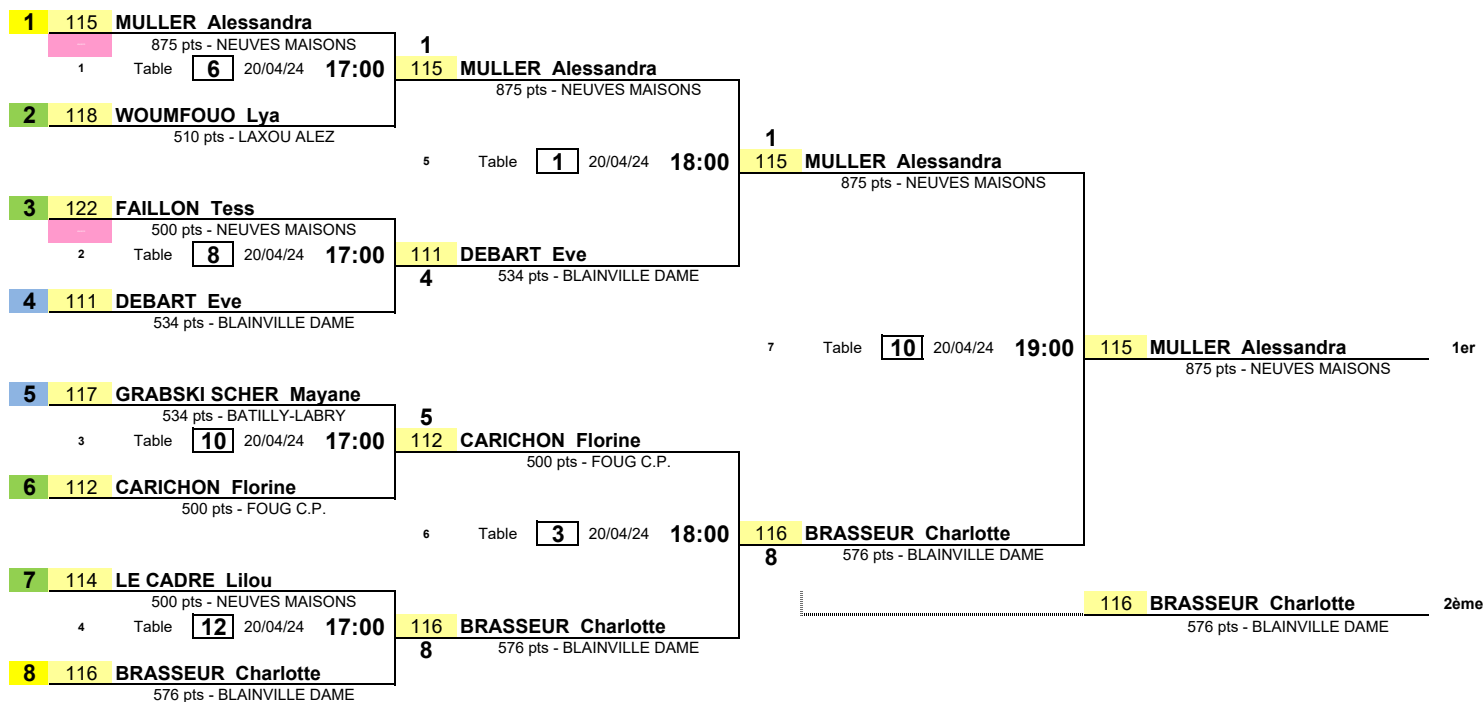 1 115 MULLER Alessandra
875 pts - NEUVES MAISONS
1
1 Table 6 20/04/24 17:00 115 MULLER Alessandra
875 pts - NEUVES MAISONS
2 118 WOUMFOUO Lya
510 pts - LAXOU ALEZ
1
5 Table 1 20/04/24 18:00 115 MULLER Alessandra
875 pts - NEUVES MAISONS
3 122 FAILLON Tess
500 pts - NEUVES MAISONS
2 Table 8 20/04/24 17:00 111 DEBART Eve
4 534 pts - BLAINVILLE DAME
4 111 DEBART Eve
534 pts - BLAINVILLE DAME
7 Table 10 20/04/24 19:00 115 MULLER Alessandra 1er
875 pts - NEUVES MAISONS
5 117 GRABSKI SCHER Mayane
534 pts - BATILLY-LABRY
5
3 Table 10 20/04/24 17:00 112 CARICHON Florine
500 pts - FOUG C.P.
6 112 CARICHON Florine
500 pts - FOUG C.P.
6 Table 3 20/04/24 18:00 116 BRASSEUR Charlotte
8 576 pts - BLAINVILLE DAME
7 114 LE CADRE Lilou
500 pts - NEUVES MAISONS
116 BRASSEUR Charlotte 2ème
576 pts - BLAINVILLE DAME
4 Table 12 20/04/24 17:00 116 BRASSEUR Charlotte
8 576 pts - BLAINVILLE DAME
8 116 BRASSEUR Charlotte
576 pts - BLAINVILLE DAME